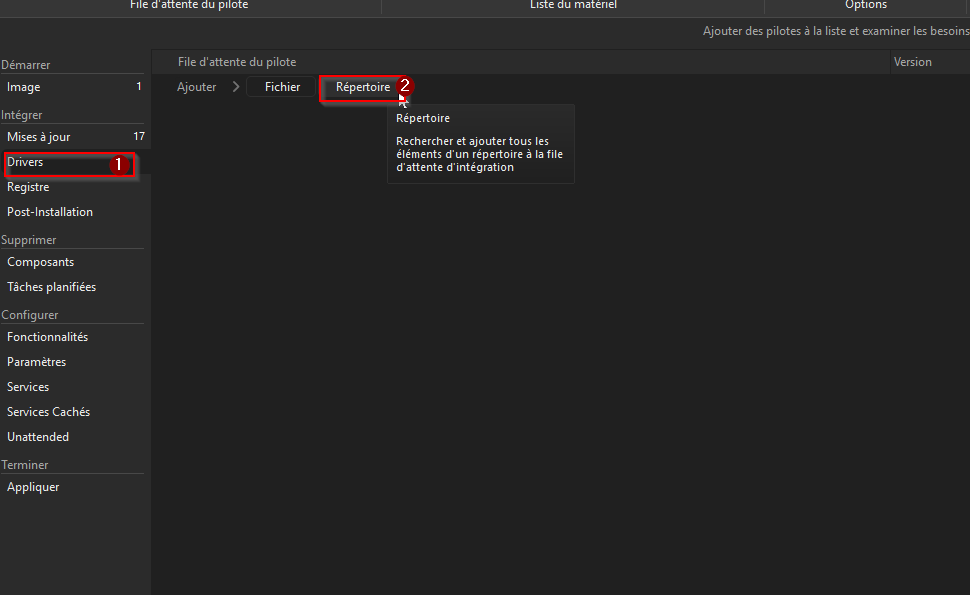 File d'attente du pilote Liste du matériel Options
Ajouter des pilotes à la liste et examiner les besoins
Démarrer
Image 1
Intégrer
Mises à jour 17
Drivers 1
Registre
Post-Installation
Supprimer
Composants
Tâches planifiées
Configurer
Fonctionnalités
Paramètres
Services
Services Cachés
Unattended
Terminer
Appliquer
File d'attente du pilote Version
Ajouter Fichier Répertoire 2
Répertoire
Rechercher et ajouter tous les
éléments d'un répertoire à la file
d'attente d'intégration